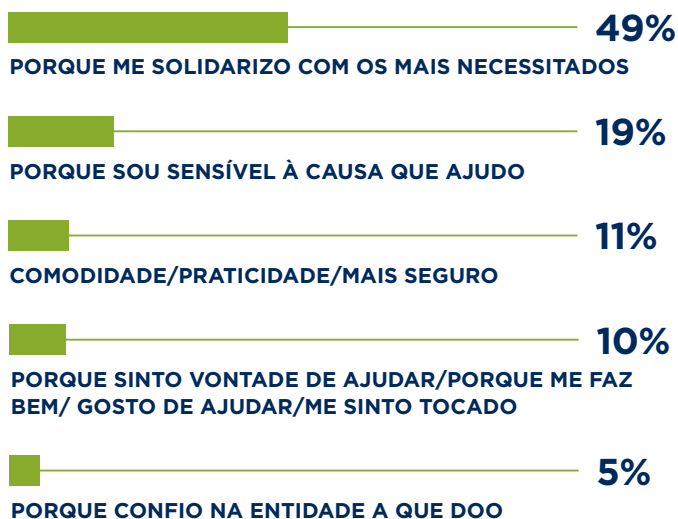 49%
PORQUE ME SOLIDARIZO COM OS MAIS NECESSITADOS
19%
PORQUE SOU SENSÍVEL À CAUSA QUE AJUDO
11%
COMODIDADE/PRATICIDADE/MAIS SEGURO
10%
PORQUE SINTO VONTADE DE AJUDAR/PORQUE ME FAZ
BEM/ GOSTO DE AJUDAR/ME SINTO TOCADO
5%
PORQUE CONFIO NA ENTIDADE A QUE DOO